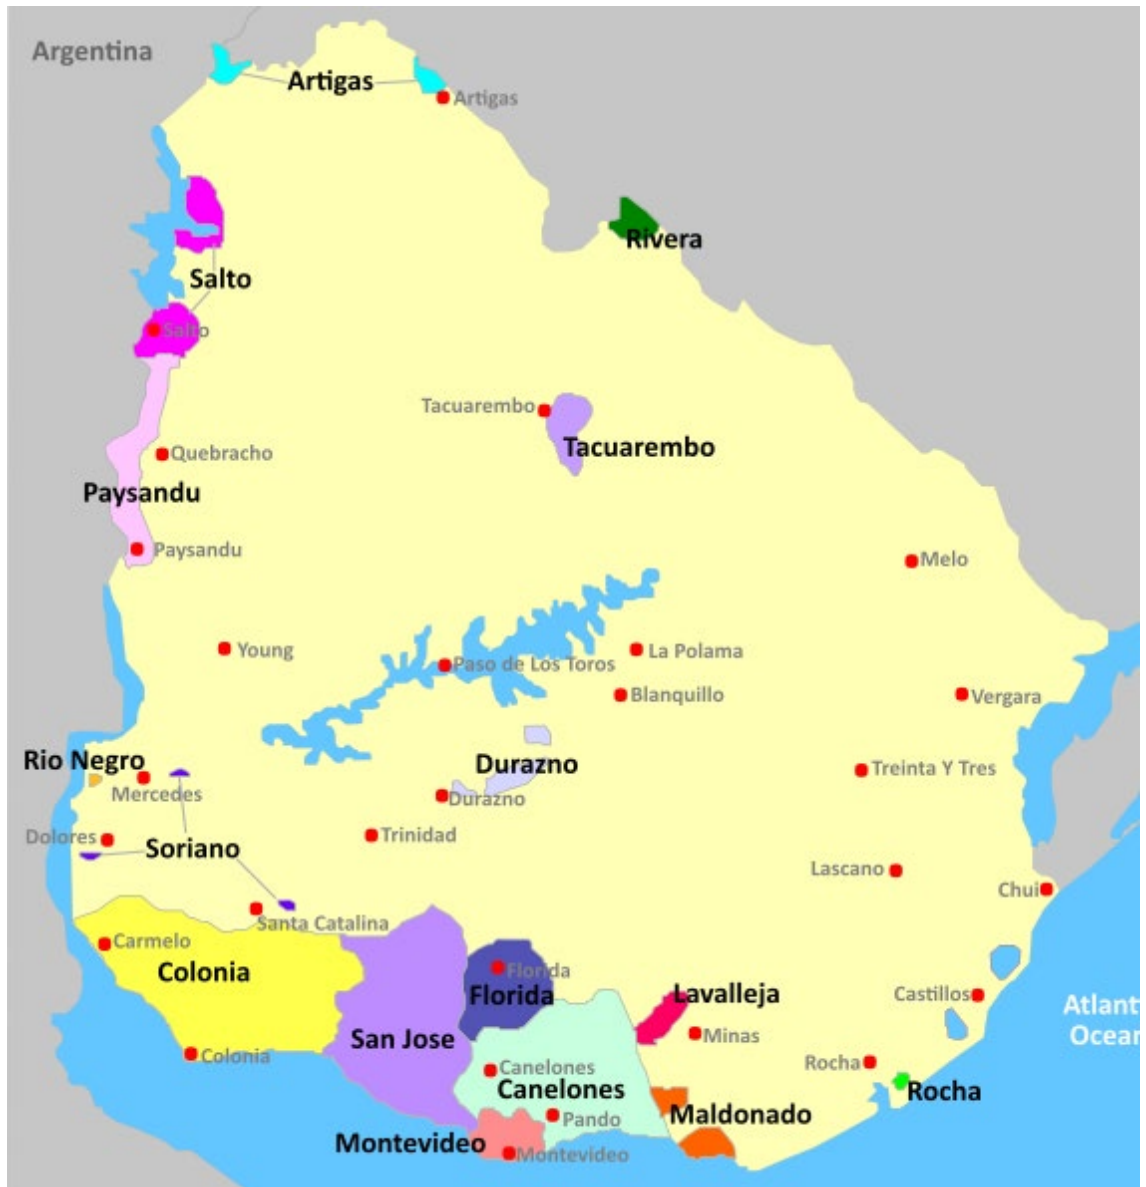 Argentina
Artigas
Artigas
Rivera
Salto
Salto
Tacuarembo
Tacuarembo
Quebracho
Paysandu
Paysandu
Melo
Young
Paso de Los Toros
La Polama
Blanquillo
Vergara
Rio Negro
Durazno
Treinta Y Tres
Mercedes
Durazno
Dolores
Soriano
Trinidad
Lascano
Chui
Santa Catalina
Carmelo
Colonia
Florida
Florida
Lavalleja
Castillos
Atlant
Ocear
San Jose
Minas
Colonia
Canelones
Canelones
Rocha
Rocha
Pando
Maldonado
Montevideo
Montevideo